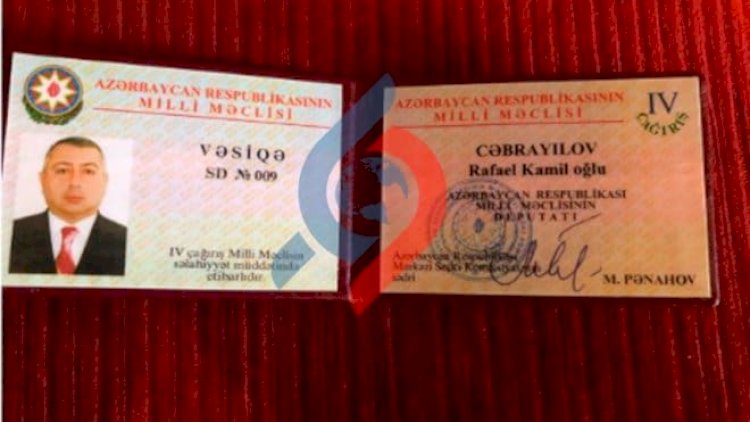 AZƏRBAYCAN RESPUBLİKASININ
MİLLİ MƏCLİSİ
VƏSİQƏ
SD № 009
IV çağırış Milli Məclisin
səlahiyyət müddətində
etibarlıdır.
AZƏRBAYCAN RESPUBLİKASININ
MİLLİ MƏCLİSİ
IV
ÇAĞIRIŞ
CƏBRAYILOV
Rafael Kamil oğlu
AZƏRBAYCAN RESPUBLİKASI
MİLLİ MƏCLİSİNİN
DEPUTATI
Azərbaycan Respublikası
Mərkəzi Seçki Komissiyasının
sədri
M. PƏNAHOV